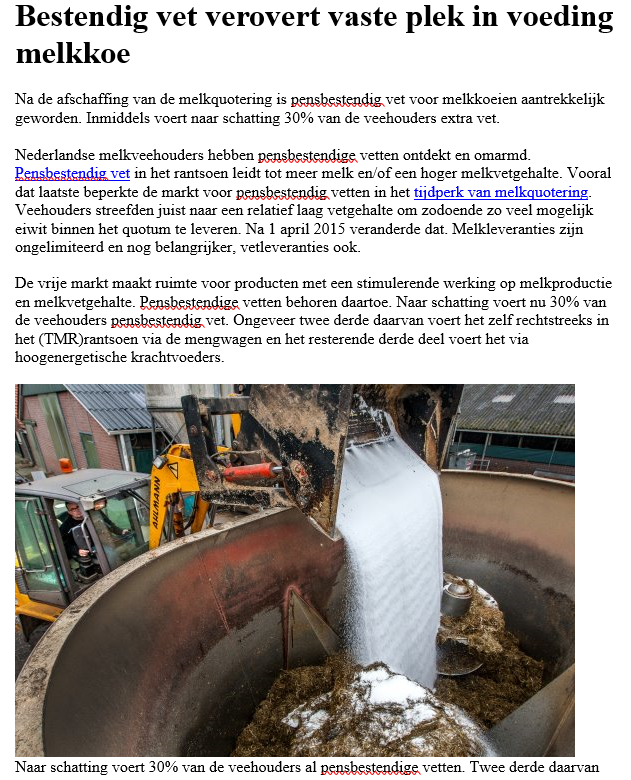 Bestendig vet verovert vaste plek in voeding
melkkoe
Na de afschaffing van de melkquotering is pensbestendig vet voor melkkoeien aantrekkelijk
geworden. Inmiddels voert naar schatting 30% van de veehouders extra vet.
Nederlandse melkveehouders hebben pensbestendige vetten ontdekt en omarmd.
Pensbestendig vet in het rantsoen leidt tot meer melk en/of een hoger melkvetgehalte. Vooral
dat laatste beperkte de markt voor pensbestendig vetten in het tijdperk van melkquotering.
Veehouders streefden juist naar een relatief laag vetgehalte om zodoende zo veel mogelijk
eiwit binnen het quotum te leveren. Na 1 april 2015 veranderde dat. Melkleveranties zijn
ongelimiteerd en nog belangrijker, vetleveranties ook.
De vrije markt maakt ruimte voor producten met een stimulerende werking op melkproductie
en melkvetgehalte. Pensbestendige vetten behoren daartoe. Naar schatting voert nu 30% van
de veehouders pensbestendig vet. Ongeveer twee derde daarvan voert het zelf rechtstreeks in
het (TMR)rantsoen via de mengwagen en het resterende derde deel voert het via
hoogenergetische krachtvoeders.
AHLMANN
Naar schatting voert 30% van de veehouders al pensbestendige vetten. Twee derde daarvan